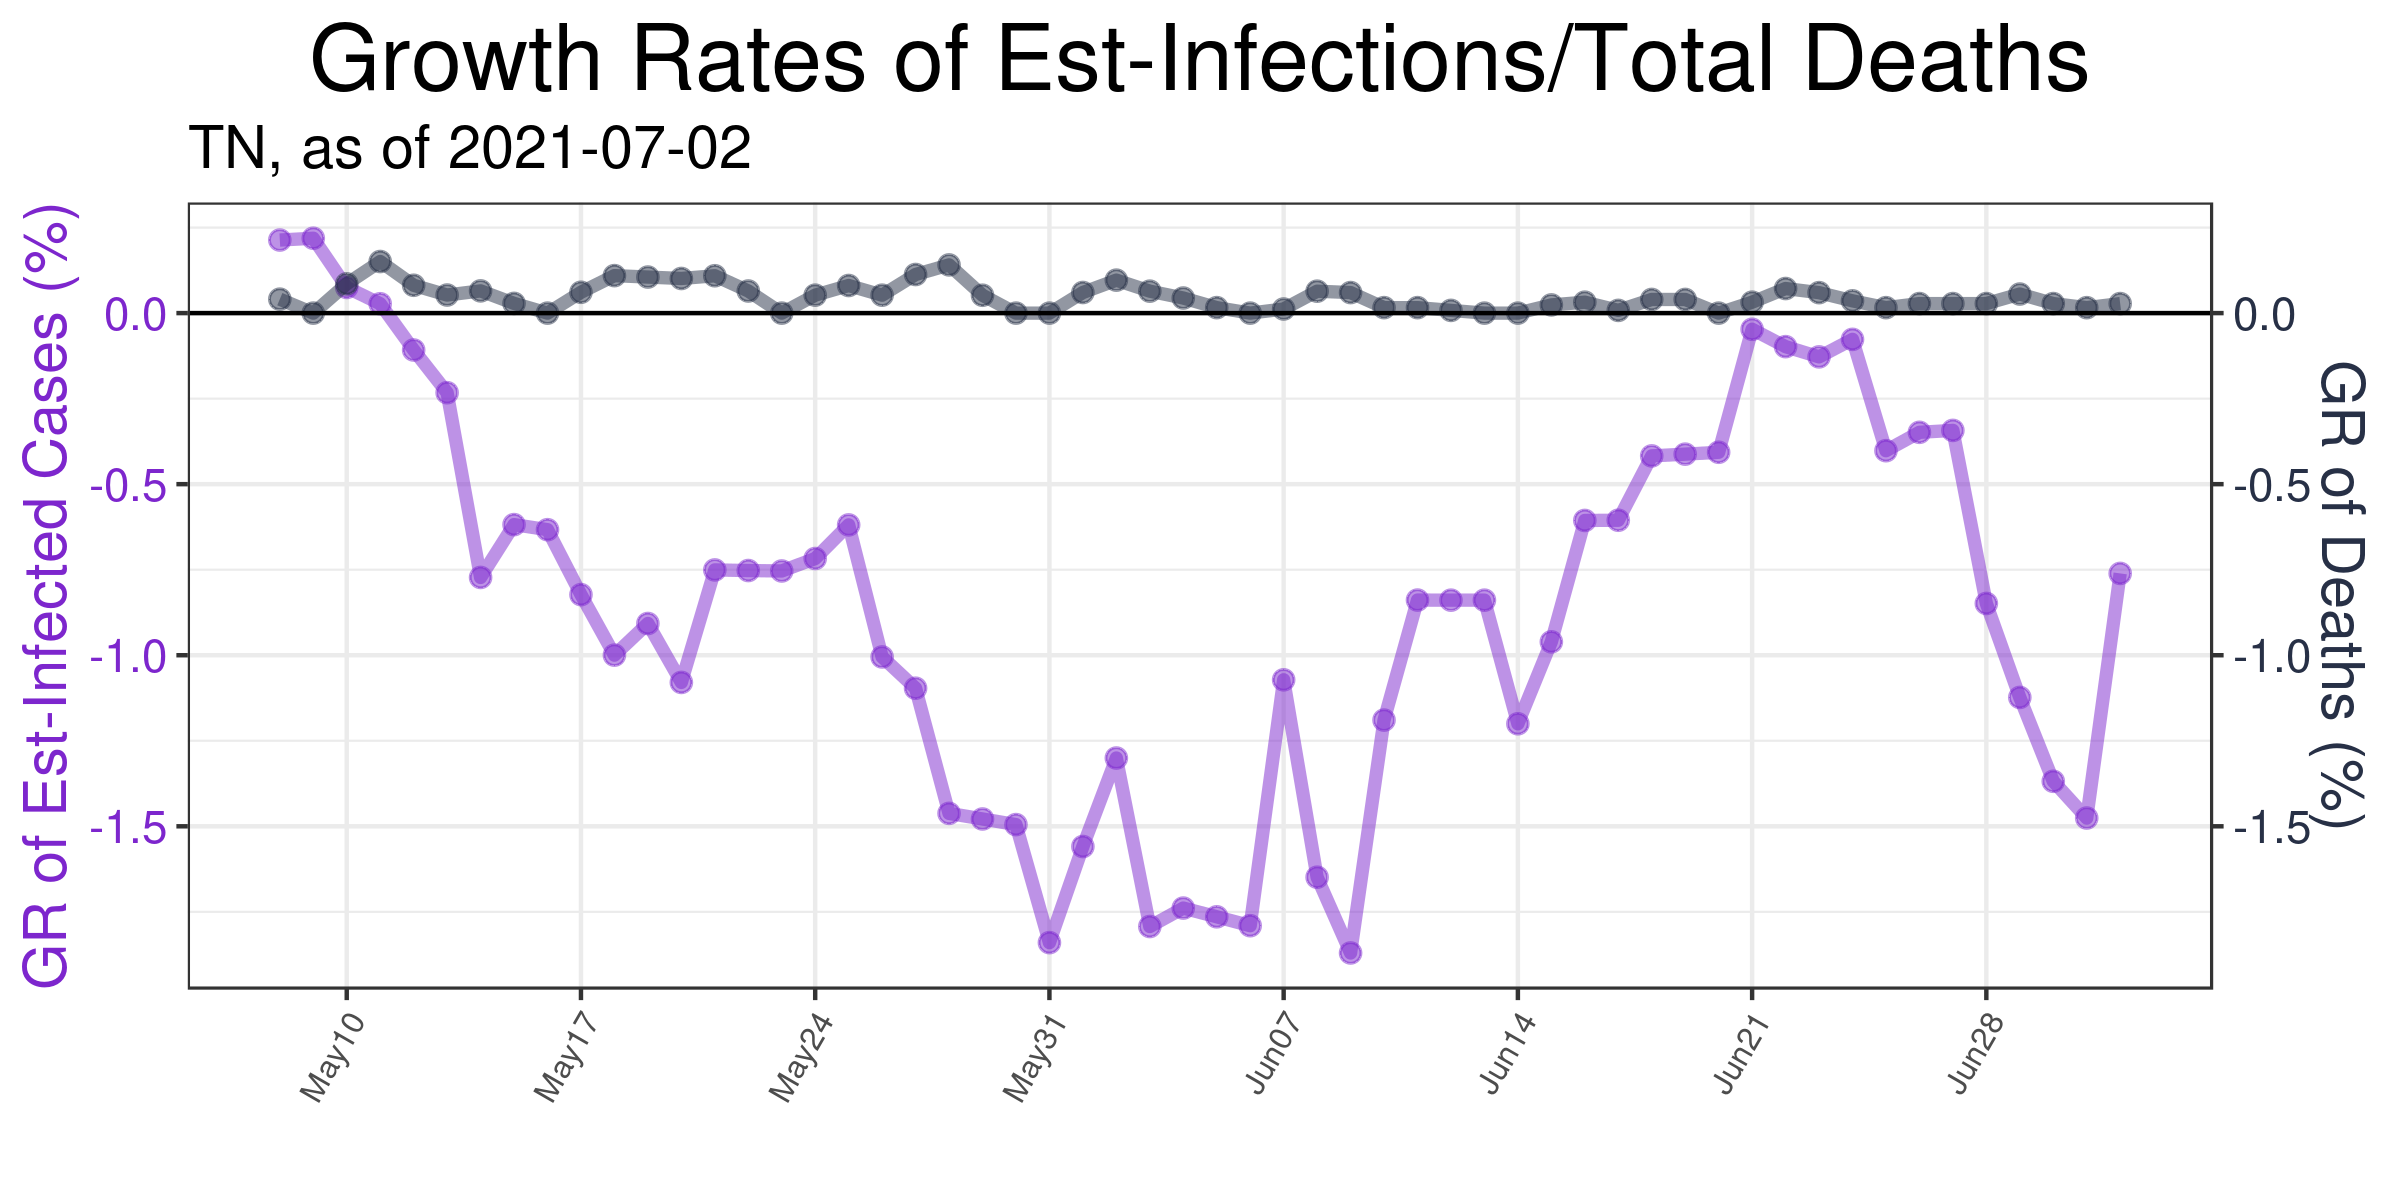 Growth Rates of Est-Infections/Total Deaths
TN, as of 2021-07-02
GR of Est-Infected Cases (%)
0.0
-0.5
-1.0
-1.5
0.0
-0.5
-1.0
-1.5
GR of Deaths (%)
May10
May17
May24
May31
Jun07
Jun14
Jun21
Jun28